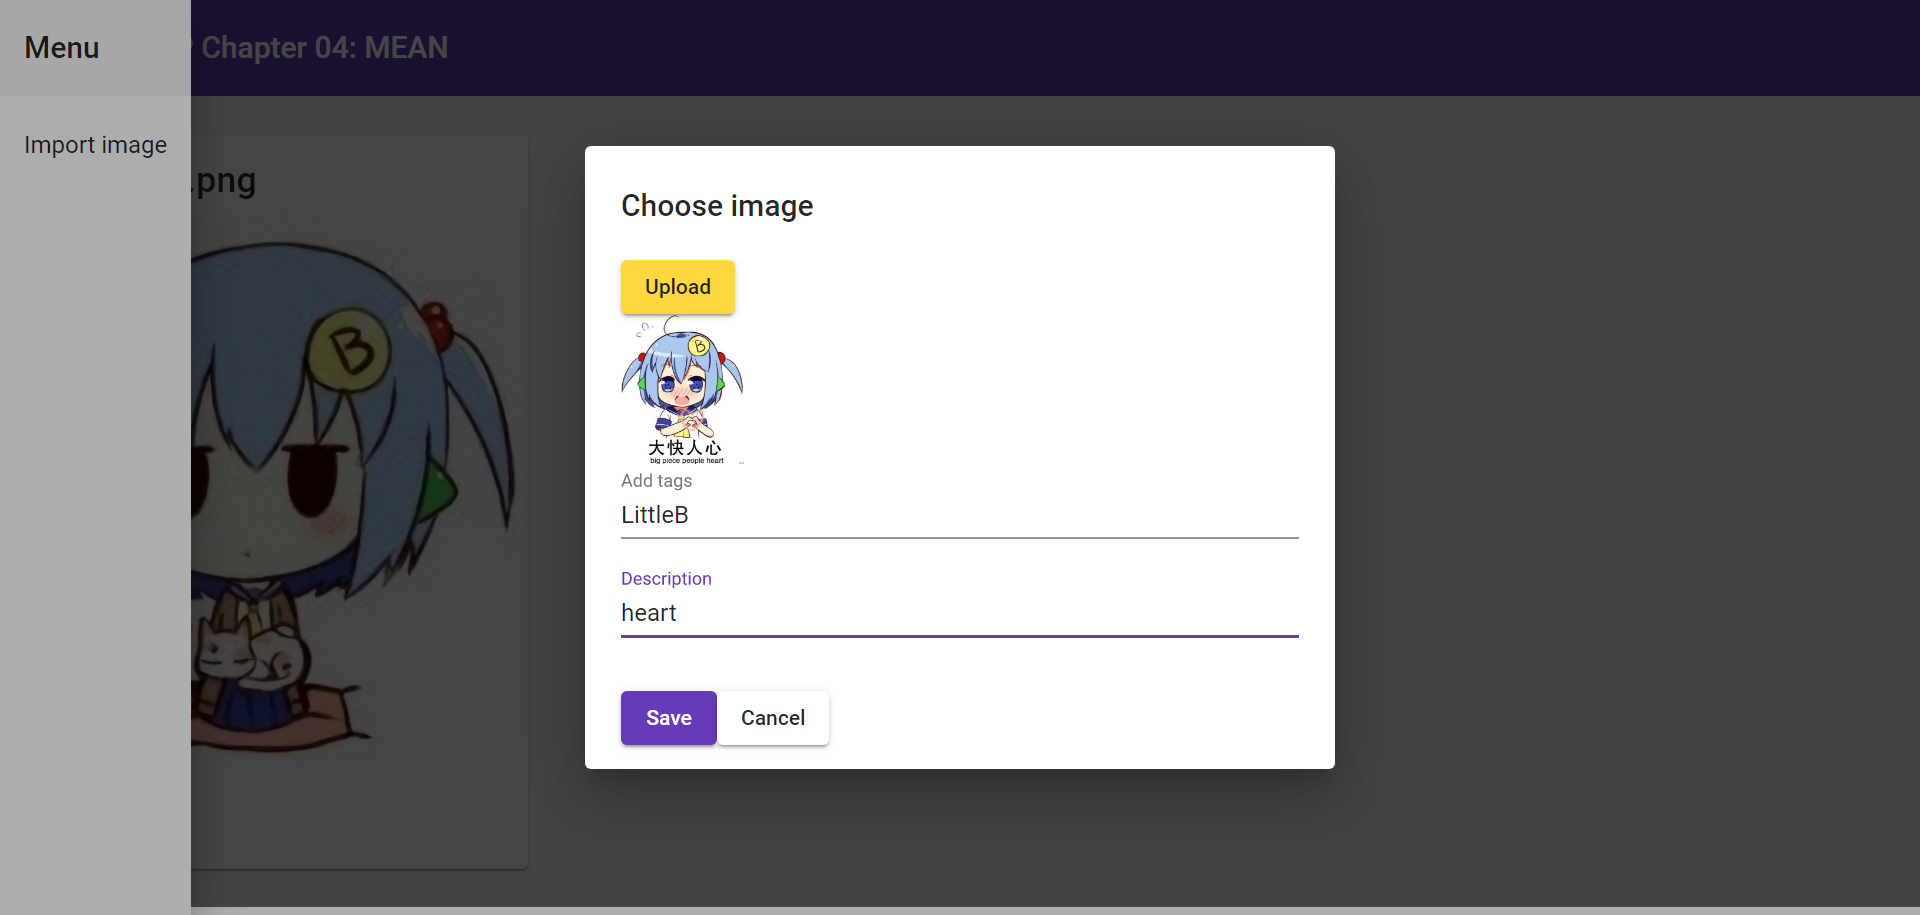 Menu
Chapter 04: MEAN
Import image
.png
B
Choose image
Upload
B
大快人心
big piece people heart
Add tags
LittleB
Description
heart
Save
Cancel